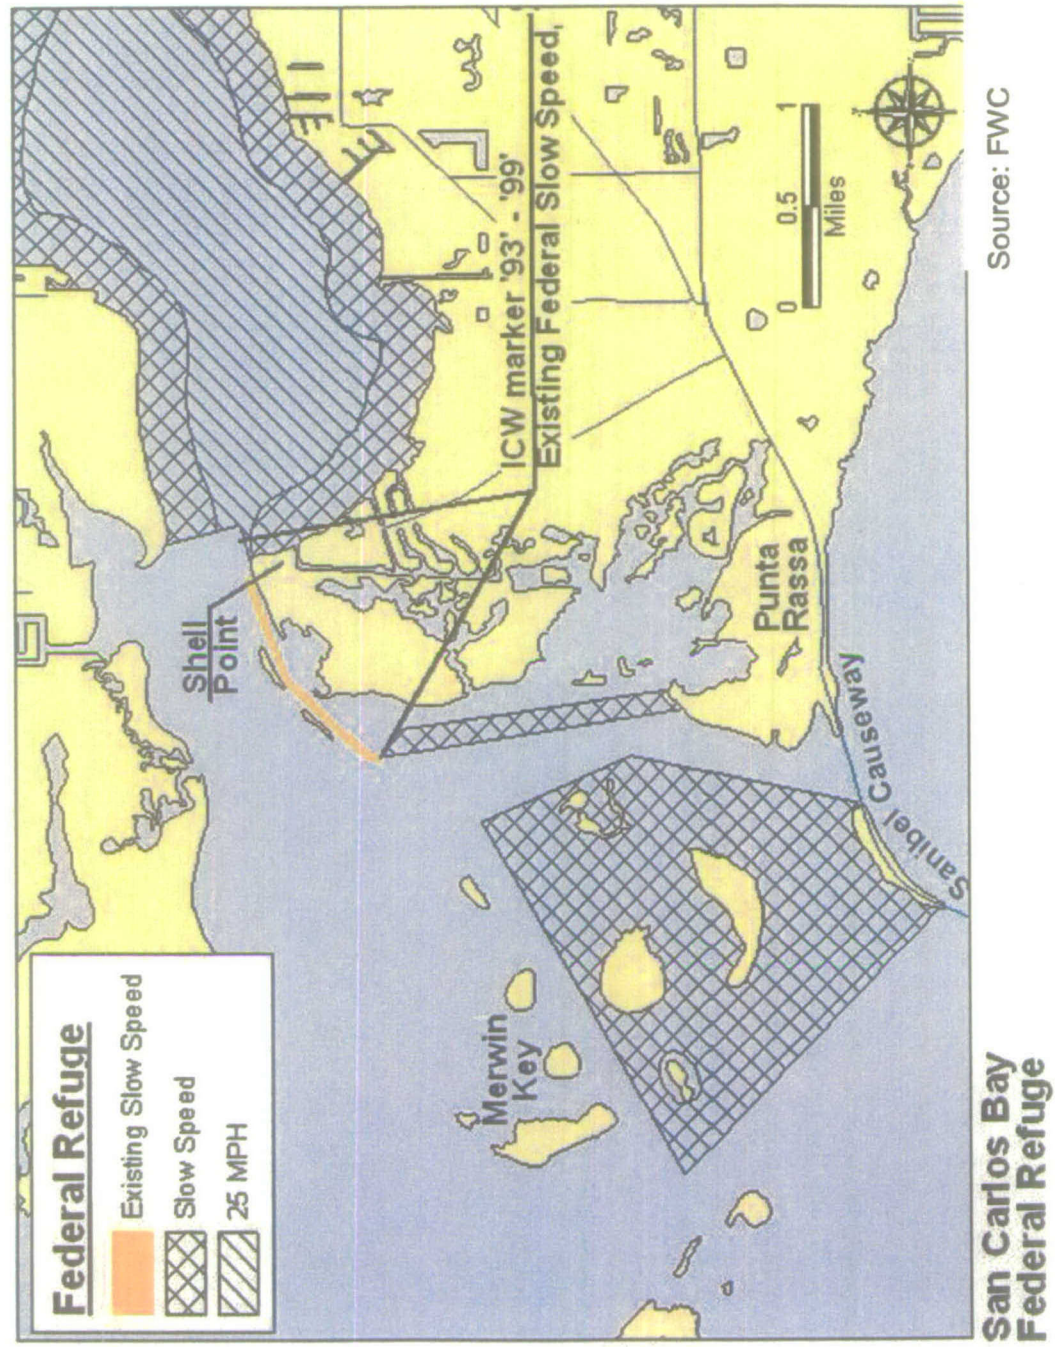 Federal Refuge
Existing Slow Speed
Slow Speed
25 MPH
Shell
Point
ICW marker '93' - '99'
Existing Federal Slow Speed,
Merwin
Key
Punta
Rassa
Sanibel Causeway
0 0.5 1
Miles
San Carlos Bay
Federal Refuge
Source: FWC